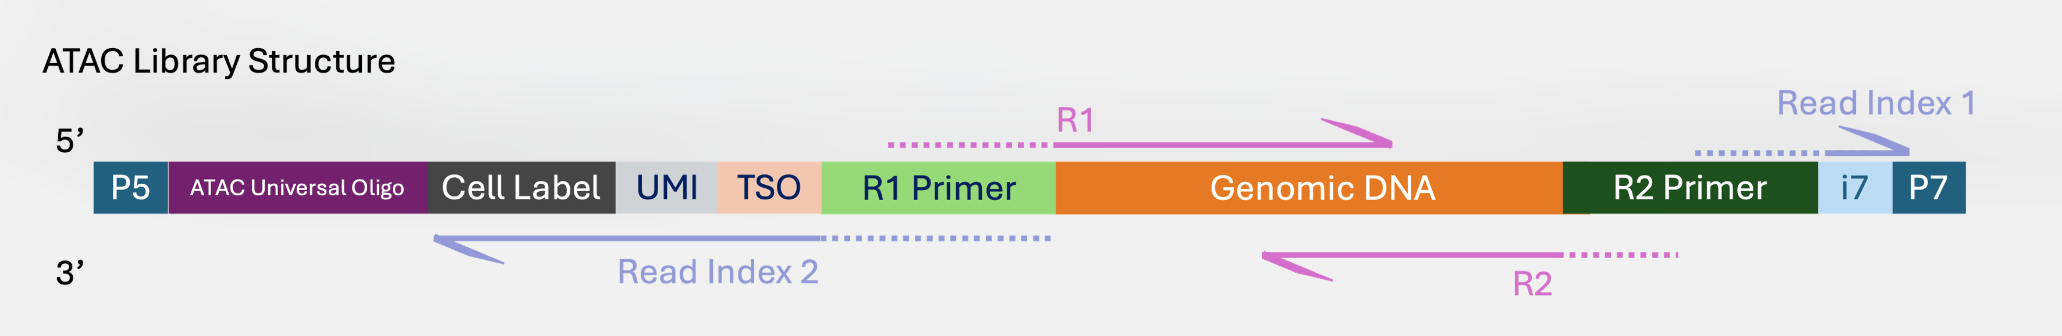 ATAC Library Structure
Read Index 1
R1
5’
P5 ATAC Universal Oligo Cell Label UMI TSO R1 Primer Genomic DNA R2 Primer i7 P7
3’
Read Index 2
R2